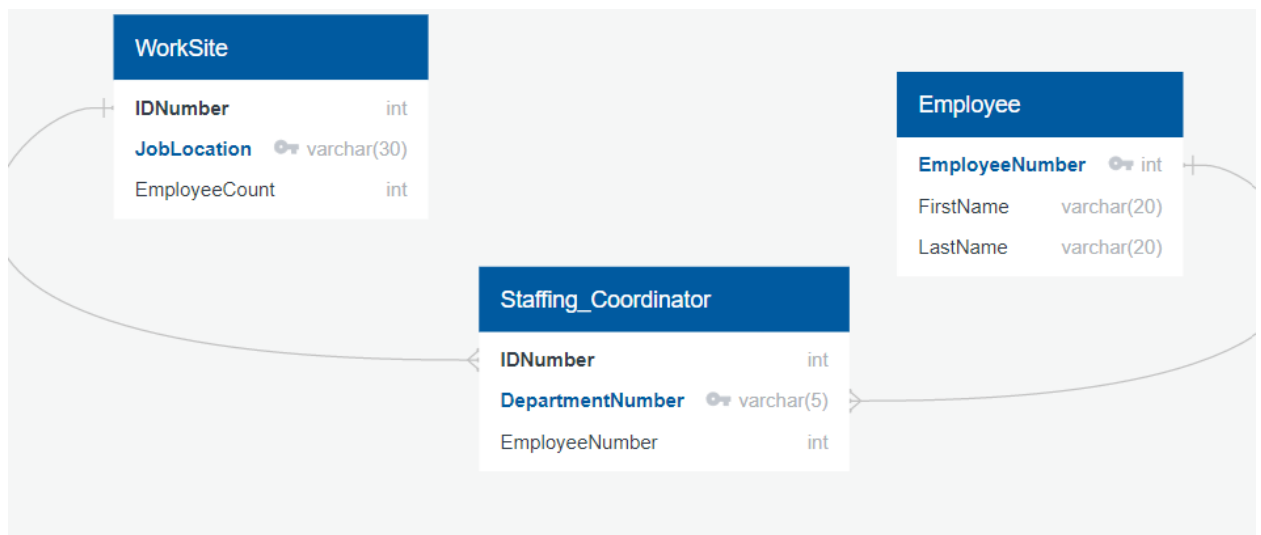 WorkSite
IDNumber int
JobLocation varchar(30)
EmployeeCount int
Employee
EmployeeNumber int
FirstName varchar(20)
LastName varchar(20)
Staffing_Coordinator
IDNumber int
DepartmentNumber varchar(5)
EmployeeNumber int